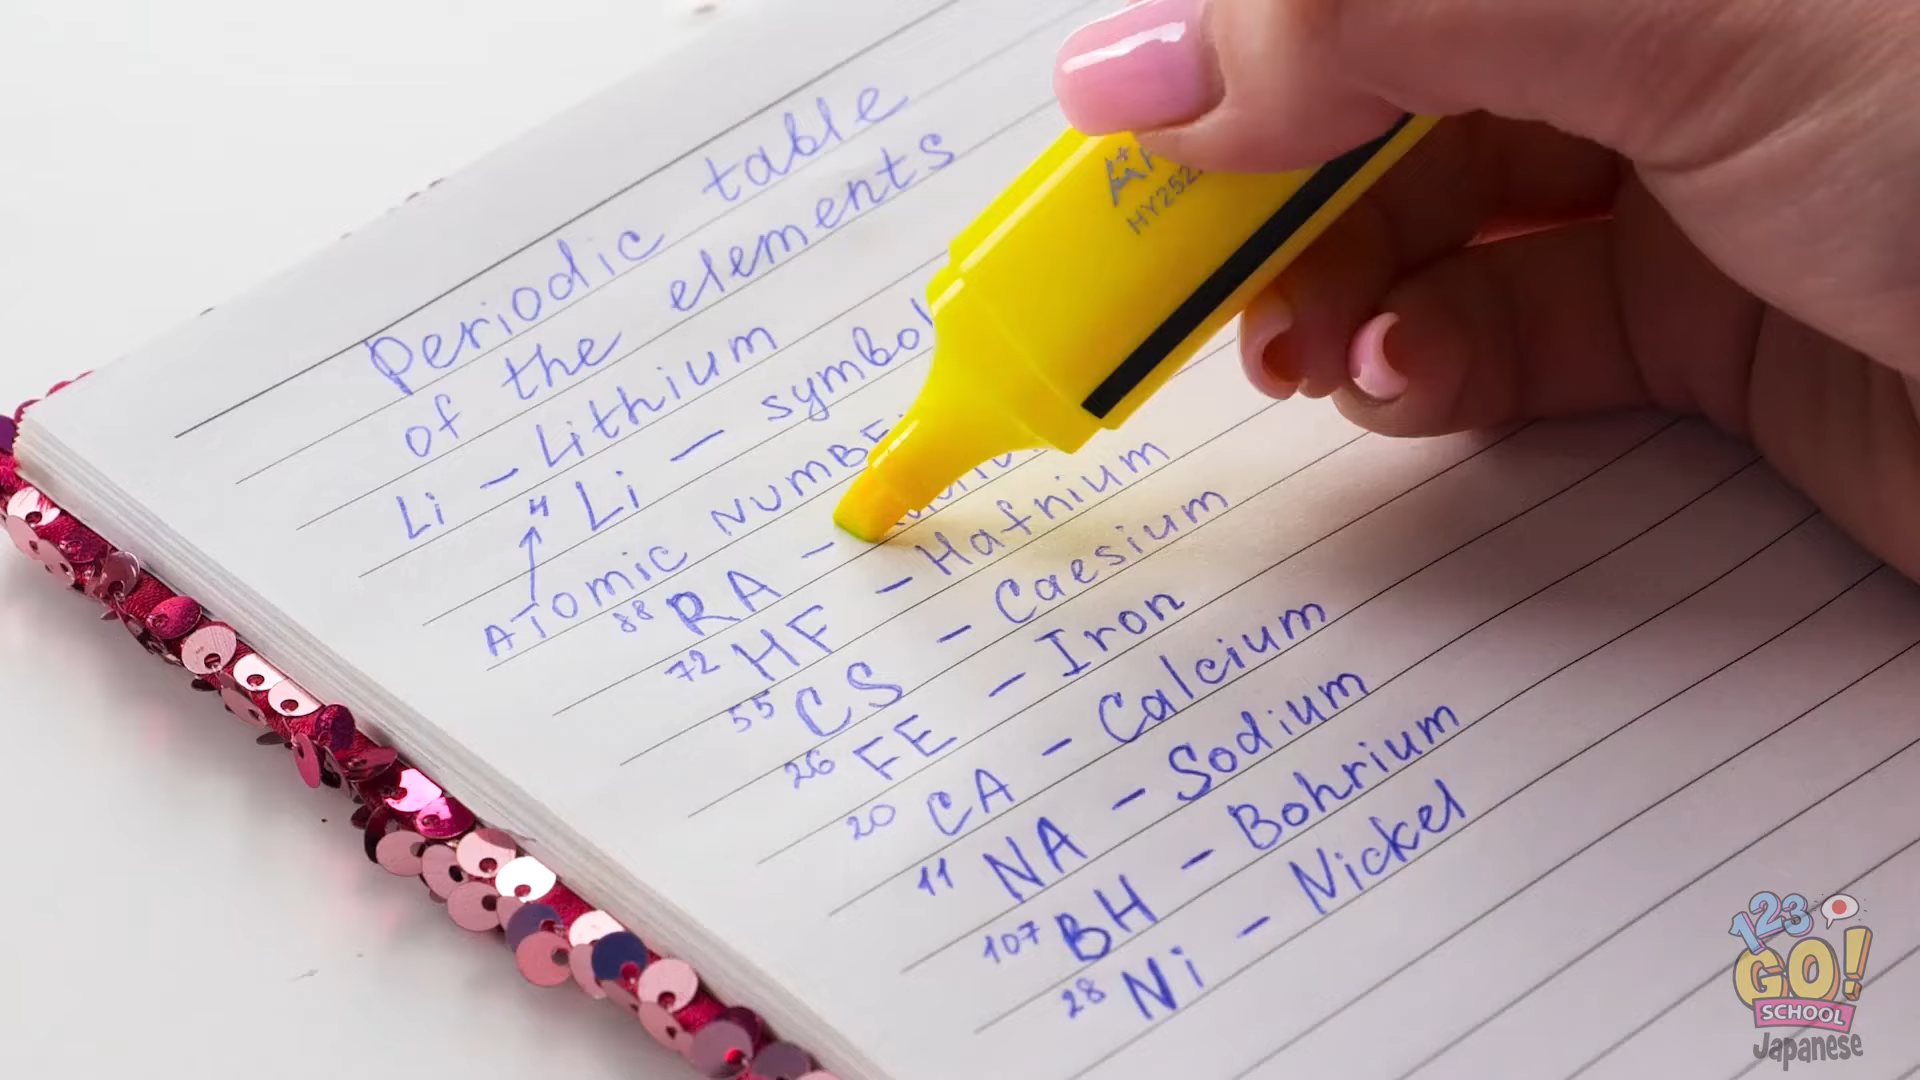 Periodic table
of the elements
Li - Lithium
4 Li - symbol
ATOMIC NUMBE
88 RA -
72 HF - Hafnium
55 CS - Caesium
26 FE - Iron
20 CA - Calcium
11 NA - Sodium
107 BH - Bohrium
28 Ni - Nickel
HY252
123
GO!
SCHOOL
Japanese